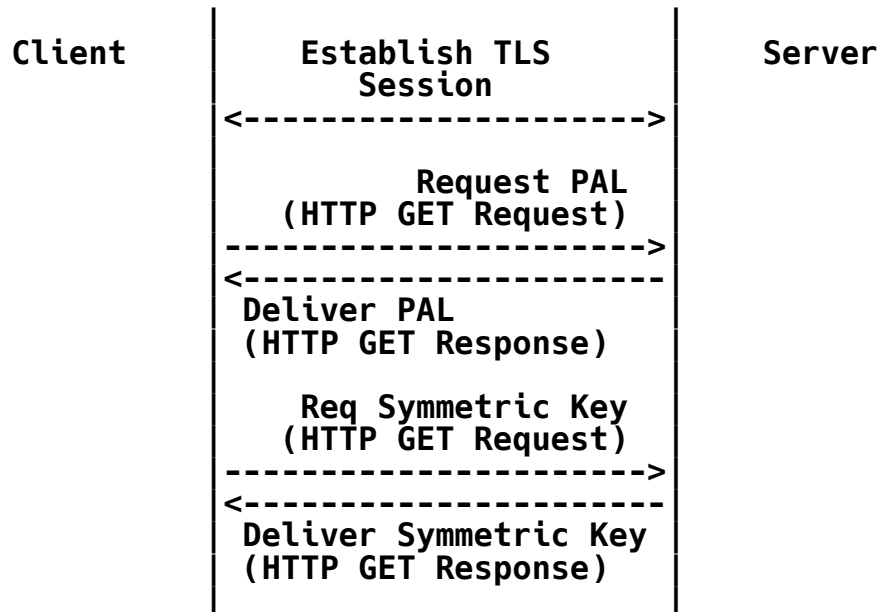 Client Establish TLS Server
Session
<---------------------->
Request PAL
(HTTP GET Request)
---------------------->
<----------------------
Deliver PAL
(HTTP GET Response)
Req Symmetric Key
(HTTP GET Request)
---------------------->
<----------------------
Deliver Symmetric Key
(HTTP GET Response)